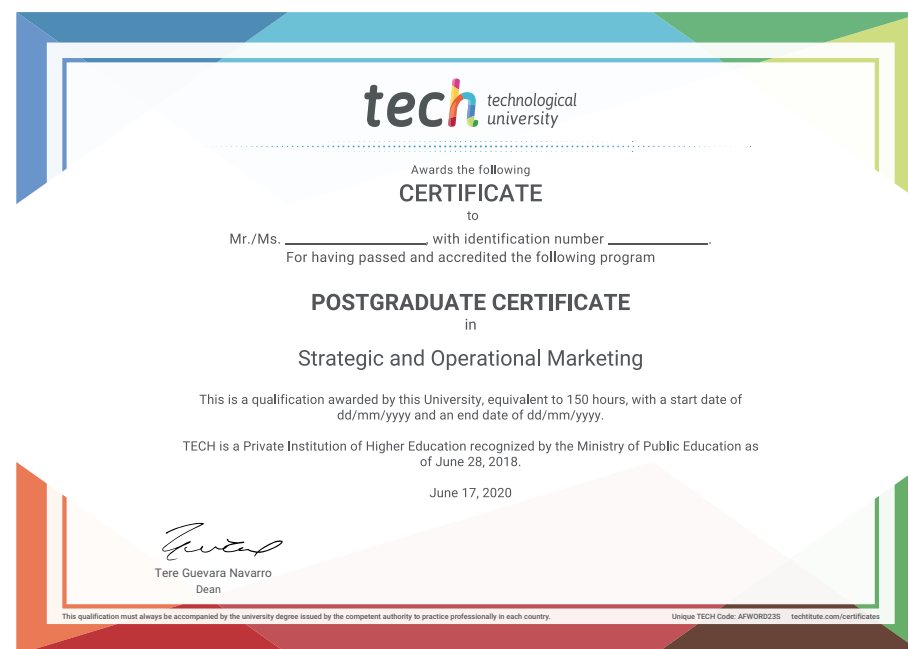 tech technological
university
Awards the following
CERTIFICATE
to
Mr./Ms. ____________________, with identification number ______________.
For having passed and accredited the following program
POSTGRADUATE CERTIFICATE
in
Strategic and Operational Marketing
This is a qualification awarded by this University, equivalent to 150 hours, with a start date of
dd/mm/yyyy and an end date of dd/mm/yyyy.
TECH is a Private Institution of Higher Education recognized by the Ministry of Public Education as
of June 28, 2018.
June 17, 2020
Tere Guevara Navarro
Dean
This qualification must always be accompanied by the university degree issued by the competent authority to practice professionally in each country.
Unique TECH Code: AFWORD23S techtitute.com/certificates